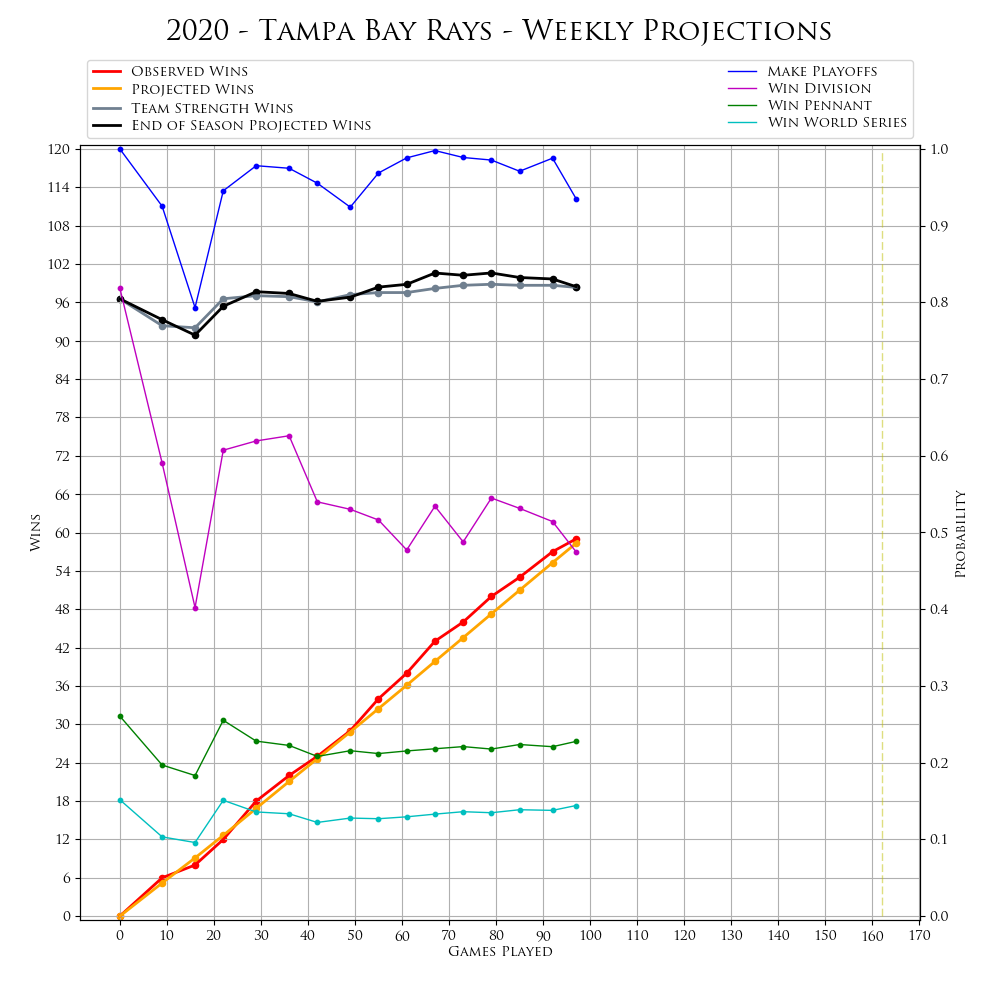 2020 - Tampa Bay Rays - Weekly Projections
Observed Wins
Projected Wins
Team Strength Wins
End of Season Projected Wins
Make Playoffs
Win Division
Win Pennant
Win World Series
120
114
108
102
96
90
84
78
72
66
60
54
48
42
36
30
24
18
12
6
0
Wins
1.0
0.9
0.8
0.7
0.6
0.5
0.4
0.3
0.2
0.1
0.0
Probability
0 10 20 30 40 50 60 70 80 90 100 110 120 130 140 150 160 170
Games Played